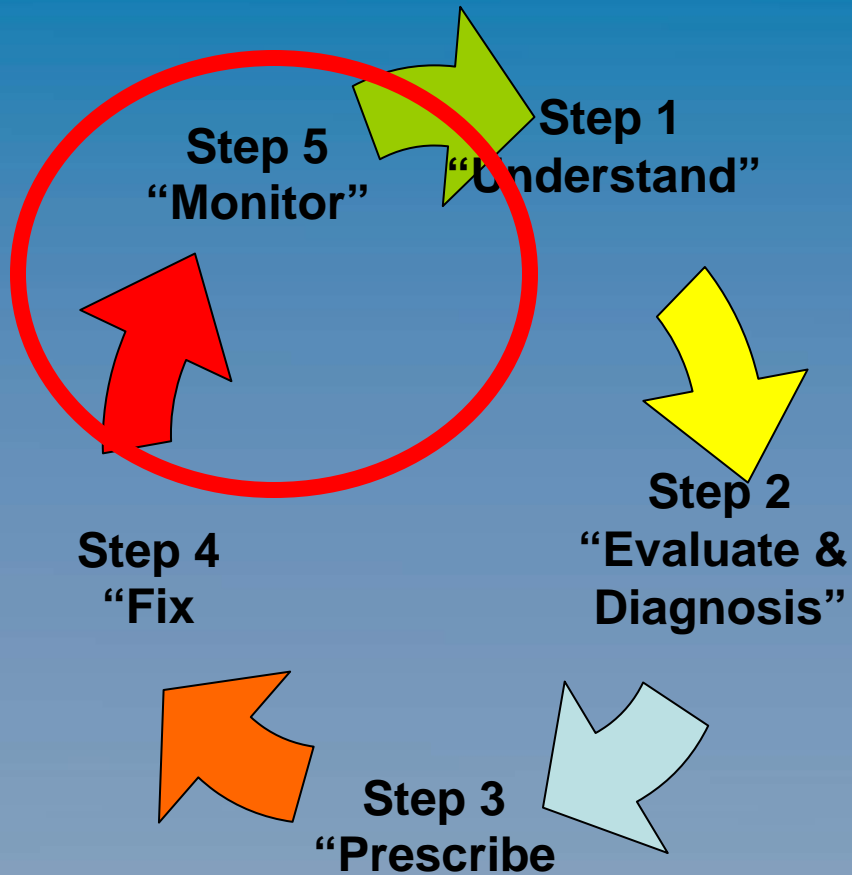 Step 1
“Understand”
Step 2
“Evaluate &
Diagnosis”
Step 3
“Prescribe
Step 4
“Fix
Step 5
“Monitor”